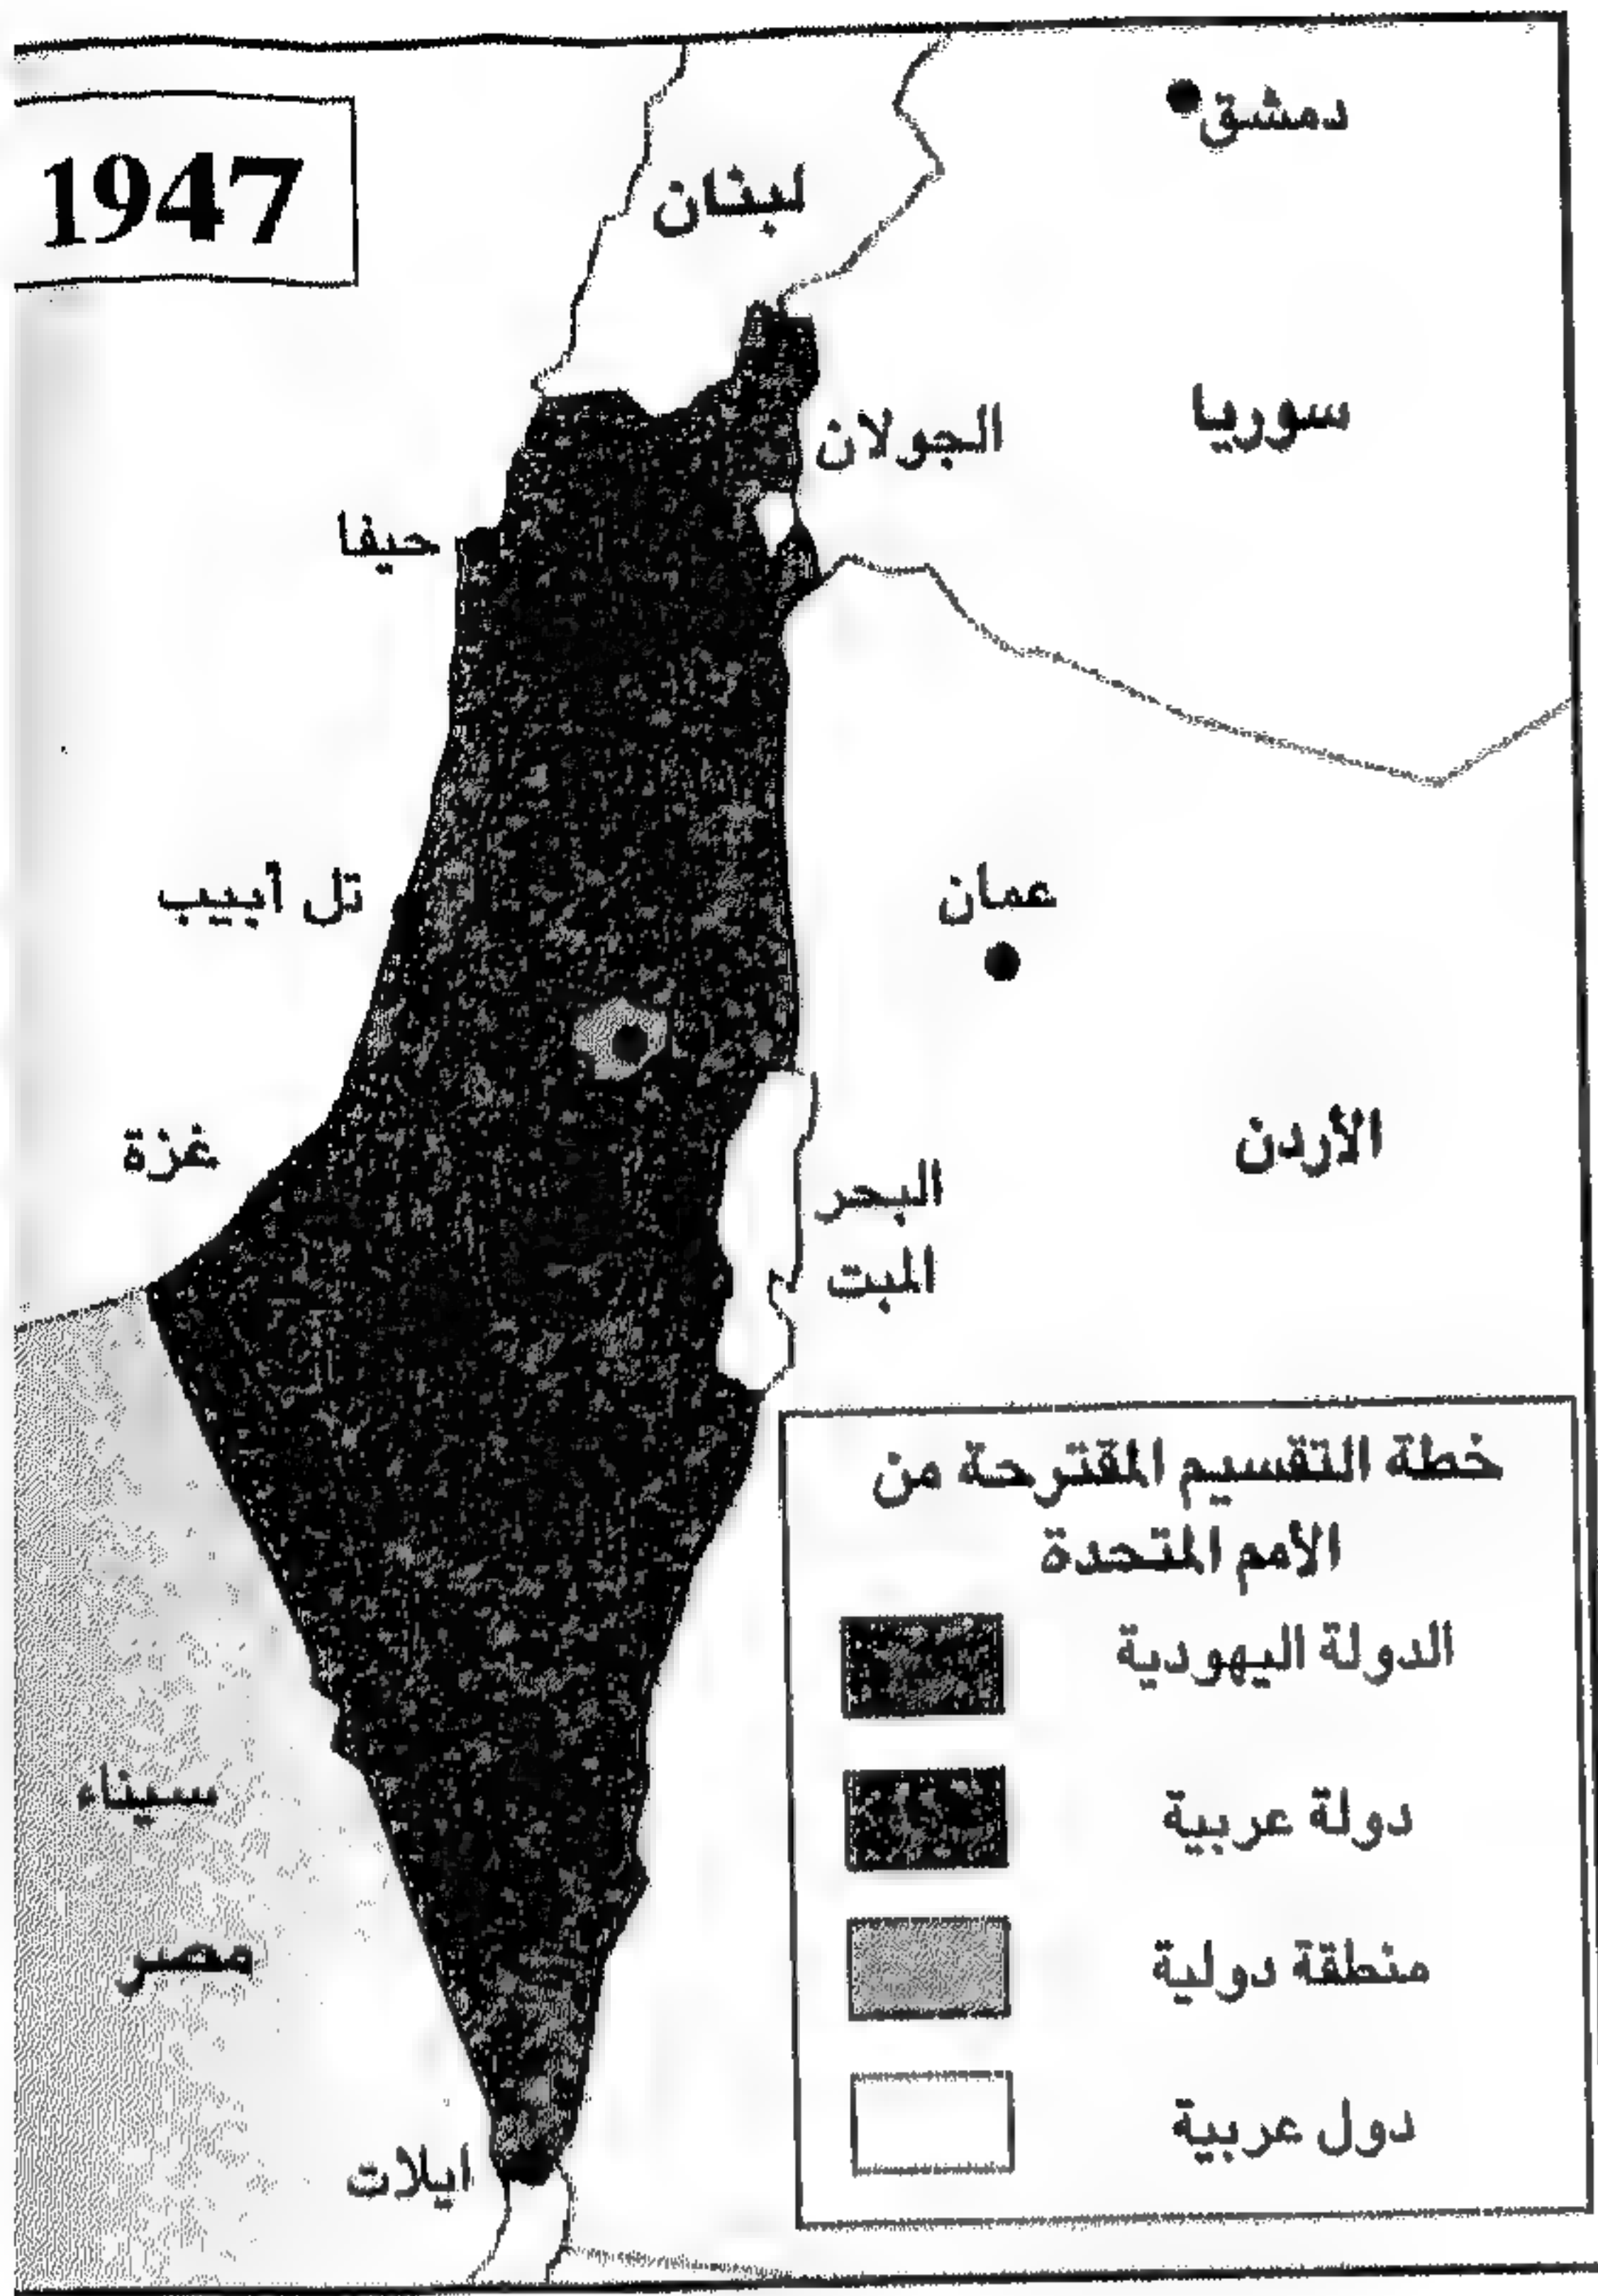 1947
دمشق
لبنان
سوريا
الجولان
حيفا
تل أبيب
عمان
غزة
الأردن
البحر
المبت
خطة التقسيم المقترحة من
الأمم المتحدة
الدولة اليهودية
دولة عربية
منطقة دولية
دول عربية
سيناء
مصر
ايلات